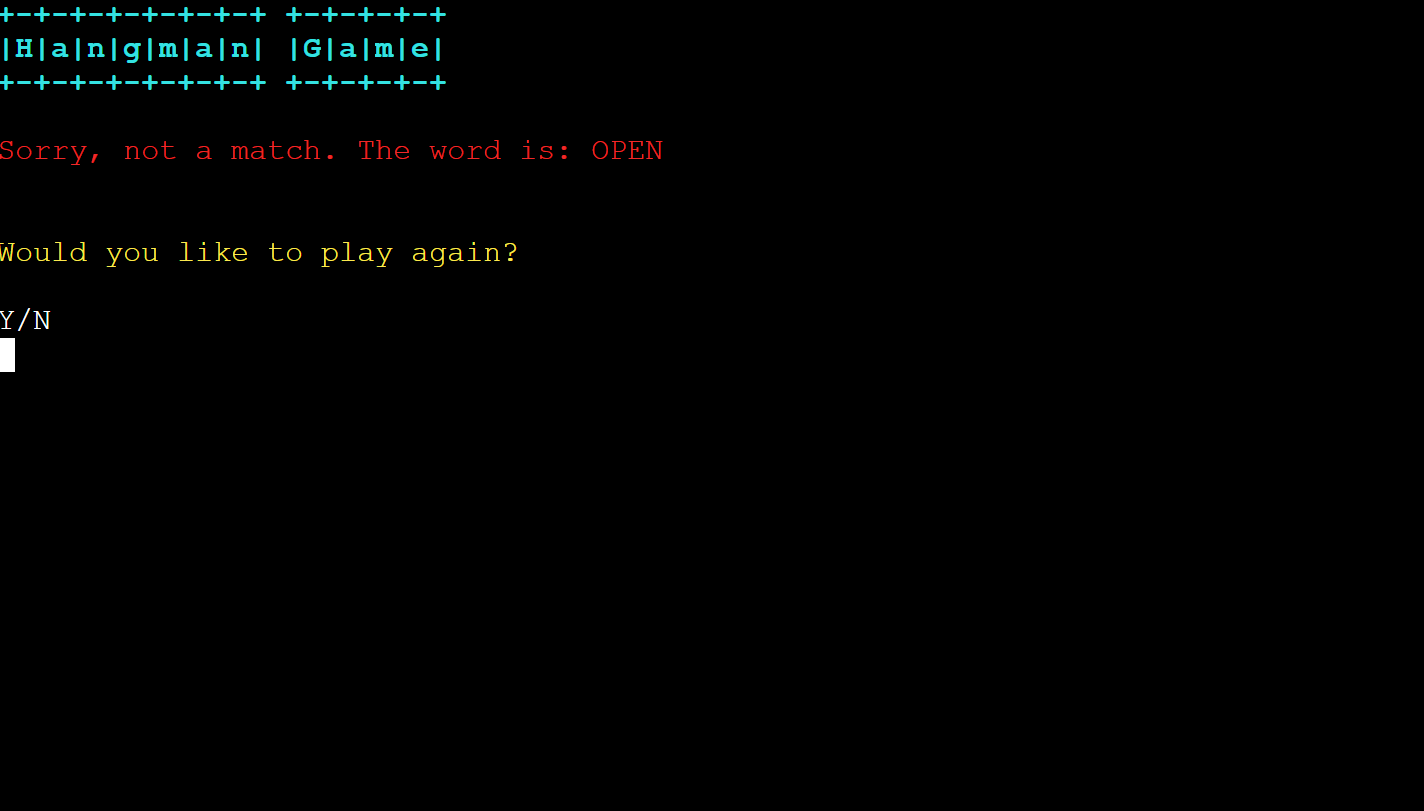 +-+-+-+-+-+-+-+ +-+-+-+-+
|H|a|n|g|m|a|n| |G|a|m|e|
+-+-+-+-+-+-+-+ +-+-+-+-+
Sorry, not a match. The word is: OPEN
Would you like to play again?
Y/N